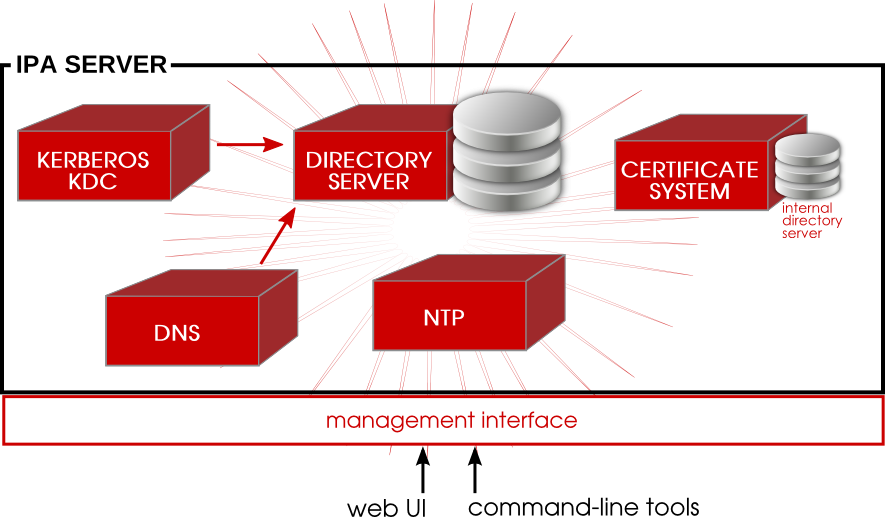 IPA SERVER
KERBEROS
KDC
DIRECTORY
SERVER
CERTIFICATE
SYSTEM
internal
directory
server
DNS
NTP
management interface
web UI
command-line tools